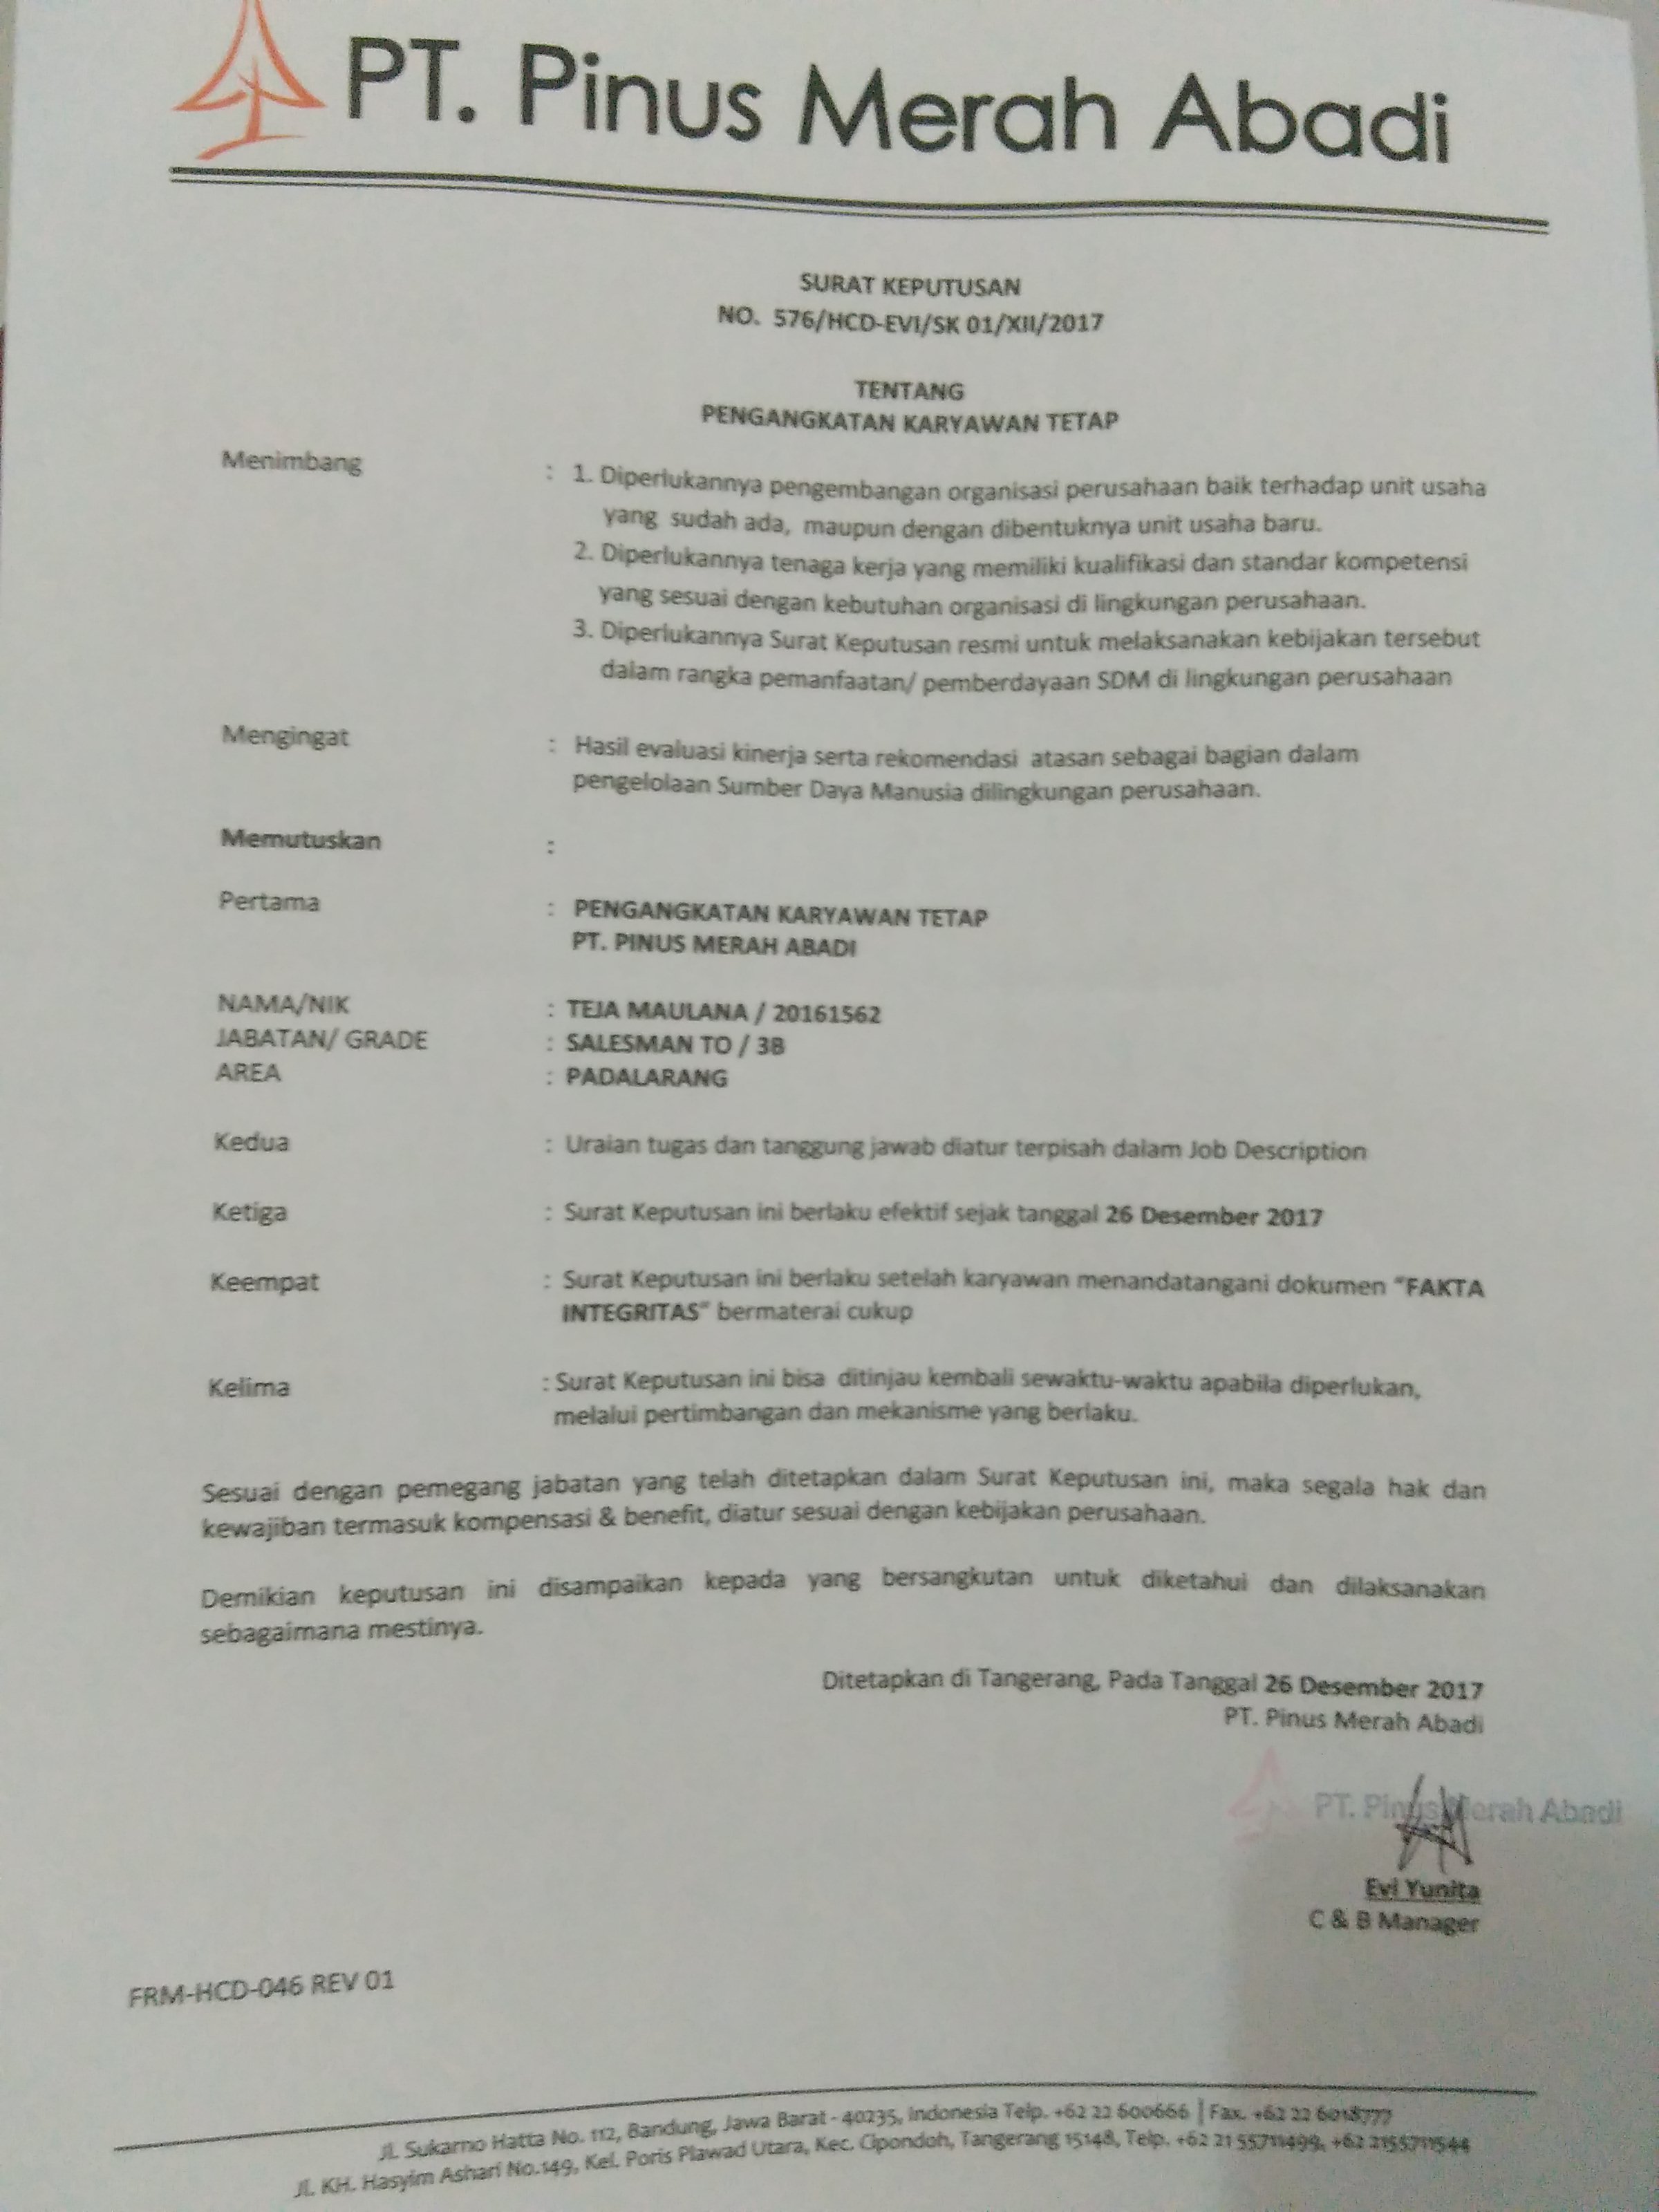 PT. Pinus Merah Abadi
SURAT KEPUTUSAN
NO. 576/HCD-EVI/SK 01/XII/2017
TENTANG
PENGANGKATAN KARYAWAN TETAP
Menimbang : 1. Diperlukannya pengembangan organisasi perusahaan baik terhadap unit usaha
yang sudah ada, maupun dengan dibentuknya unit usaha baru.
2. Diperlukannya tenaga kerja yang memiliki kualifikasi dan standar kompetensi
yang sesuai dengan kebutuhan organisasi di lingkungan perusahaan.
3. Diperlukannya Surat Keputusan resmi untuk melaksanakan kebijakan tersebut
dalam rangka pemanfaatan/ pemberdayaan SDM di lingkungan perusahaan
Mengingat : Hasil evaluasi kinerja serta rekomendasi atasan sebagai bagian dalam
pengelolaan Sumber Daya Manusia dilingkungan perusahaan.
Memutuskan :
Pertama : PENGANGKATAN KARYAWAN TETAP
PT. PINUS MERAH ABADI
NAMA/NIK : TEJA MAULANA / 20161562
JABATAN/ GRADE : SALESMAN TO / 3B
AREA : PADALARANG
Kedua : Uraian tugas dan tanggung jawab diatur terpisah dalam Job Description
Ketiga : Surat Keputusan ini berlaku efektif sejak tanggal 26 Desember 2017
Keempat : Surat Keputusan ini berlaku setelah karyawan menandatangani dokumen "FAKTA
INTEGRITAS" bermaterai cukup
Kelima : Surat Keputusan ini bisa ditinjau kembali sewaktu-waktu apabila diperlukan,
melalui pertimbangan dan mekanisme yang berlaku.
Sesuai dengan pemegang jabatan yang telah ditetapkan dalam Surat Keputusan ini, maka segala hak dan
kewajiban termasuk kompensasi & benefit, diatur sesuai dengan kebijakan perusahaan.
Demikian keputusan ini disampaikan kepada yang bersangkutan untuk diketahui dan dilaksanakan
sebagaimana mestinya.
Ditetapkan di Tangerang, Pada Tanggal 26 Desember 2017
PT. Pinus Merah Abadi
PT. Pinus Merah Abadi
Evi Yunita
C & B Manager
FRM-HCD-046 REV 01
Jl. Sukarno Hatta No. 112, Bandung, Jawa Barat - 40235, Indonesia Telp. +62 22 600666 | Fax. +62 22 6018777
Jl. KH. Hasyim Ashari No.149, Kel. Poris Plawad Utara, Kec. Cipondoh, Tangerang 15148, Telp. +62 21 55711499, +62 2155711544